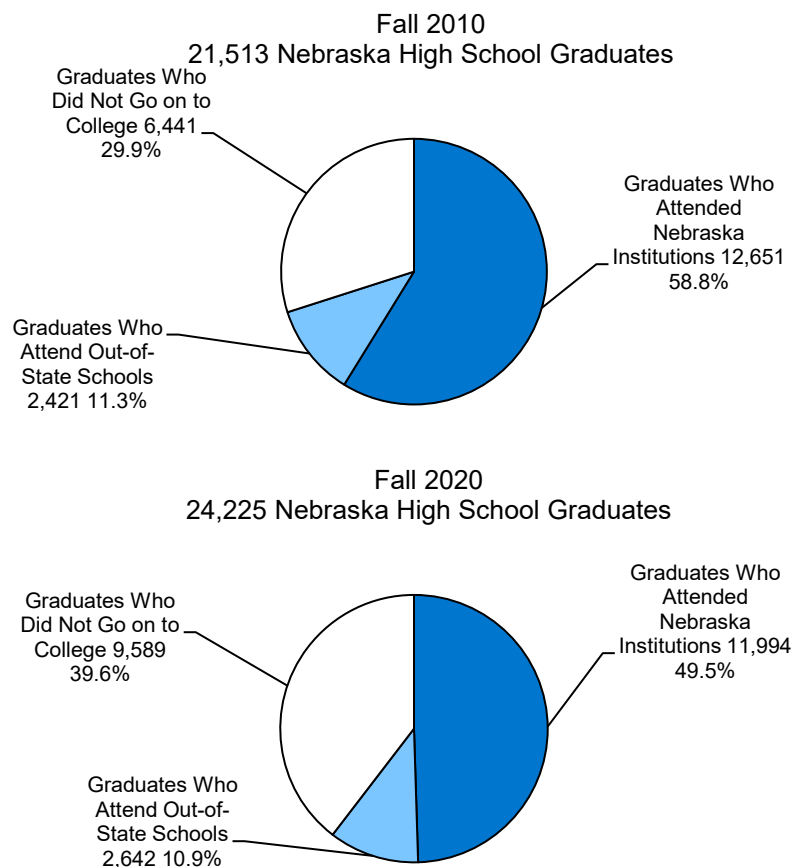 Fall 2010
21,513 Nebraska High School Graduates
Graduates Who
Did Not Go on to
College 6,441
29.9%
Graduates Who
Attended
Nebraska
Institutions 12,651
58.8%
Graduates Who
Attend Out-of-
State Schools
2,421 11.3%
Fall 2020
24,225 Nebraska High School Graduates
Graduates Who
Did Not Go on to
College 9,589
39.6%
Graduates Who
Attended
Nebraska
Institutions 11,994
49.5%
Graduates Who
Attend Out-of-
State Schools
2,642 10.9%